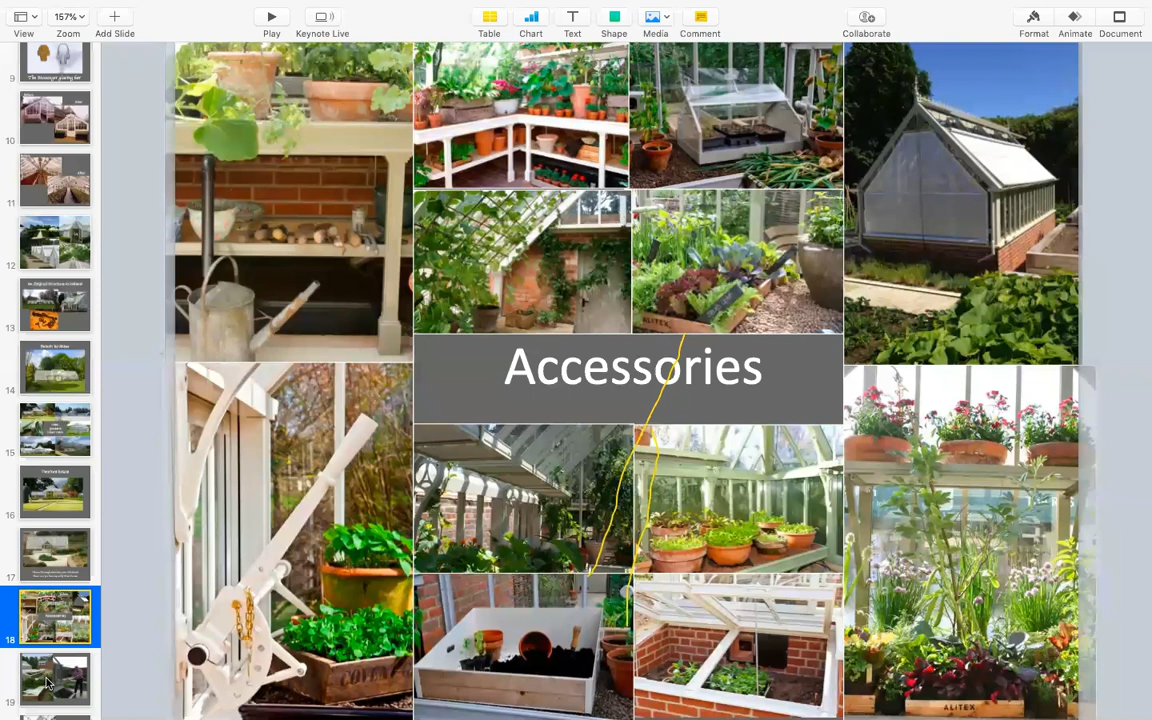 157%
View
Zoom
Add Slide
Play
Keynote Live
Table
Chart
Text
Shape
Media
Comment
Collaborate
Format
Animate
Document
9
10
11
12
13
14
15
16
17
18
19
Accessories
ALITEX
ALITEX